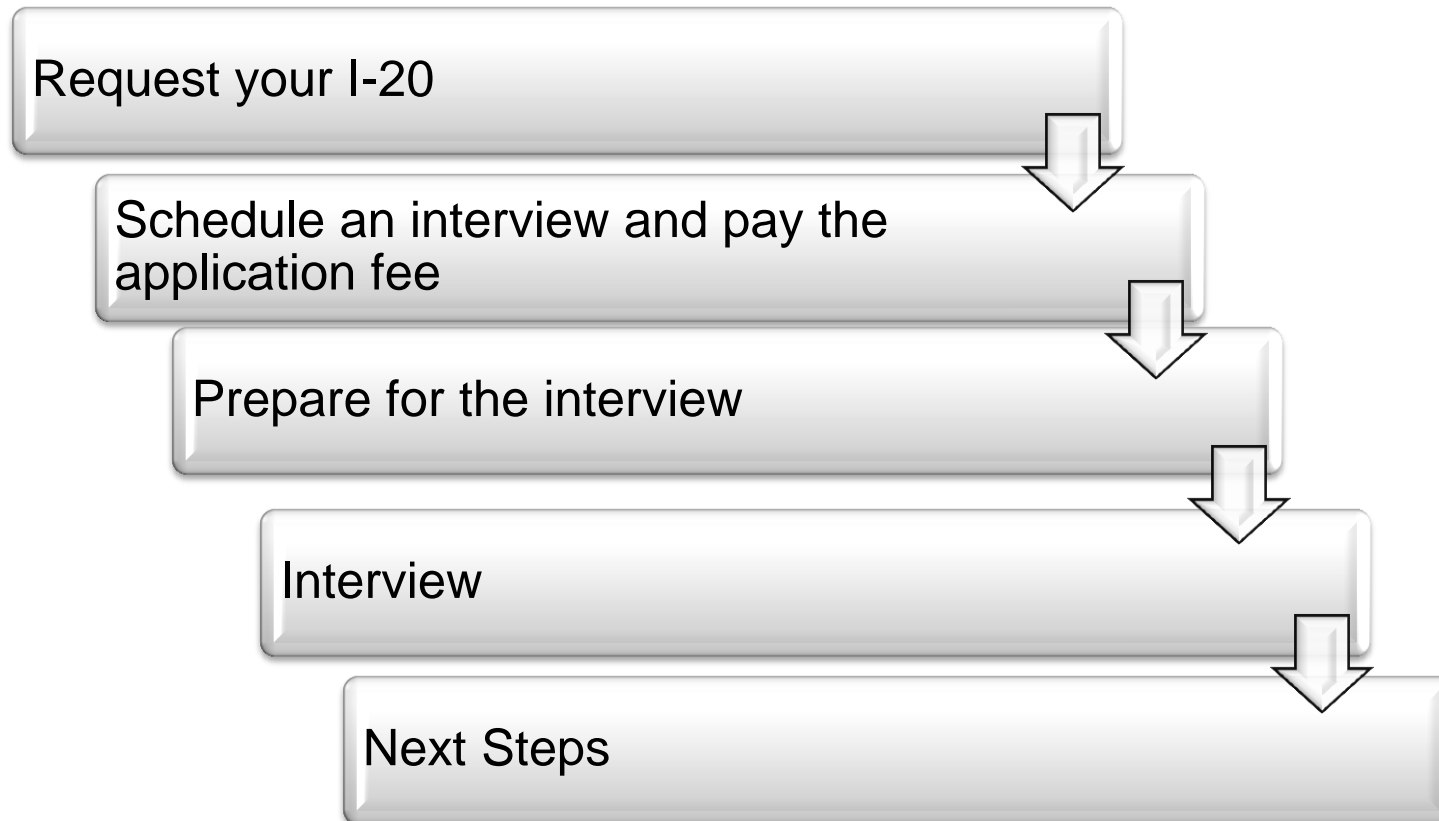 Request your I-20
Schedule an interview and pay the
application fee
Prepare for the interview
Interview
Next Steps